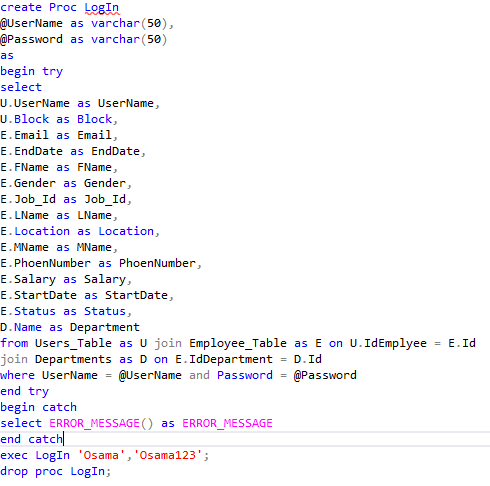 create Proc LogIn
@UserName as varchar(50),
@Password as varchar(50)
as
begin try
select
U.UserName as UserName,
U.Block as Block,
E.Email as Email,
E.EndDate as EndDate,
E.FName as FName,
E.Gender as Gender,
E.Job_Id as Job_Id,
E.LName as LName,
E.Location as Location,
E.MName as MName,
E.PhoenNumber as PhoenNumber,
E.Salary as Salary,
E.StartDate as StartDate,
E.Status as Status,
D.Name as Department
from Users_Table as U join Employee_Table as E on U.IdEmplyee = E.Id
join Departments as D on E.IdDepartment = D.Id
where UserName = @UserName and Password = @Password
end try
begin catch
select ERROR_MESSAGE() as ERROR_MESSAGE
end catch
exec LogIn 'Osama','Osama123';
drop proc LogIn;